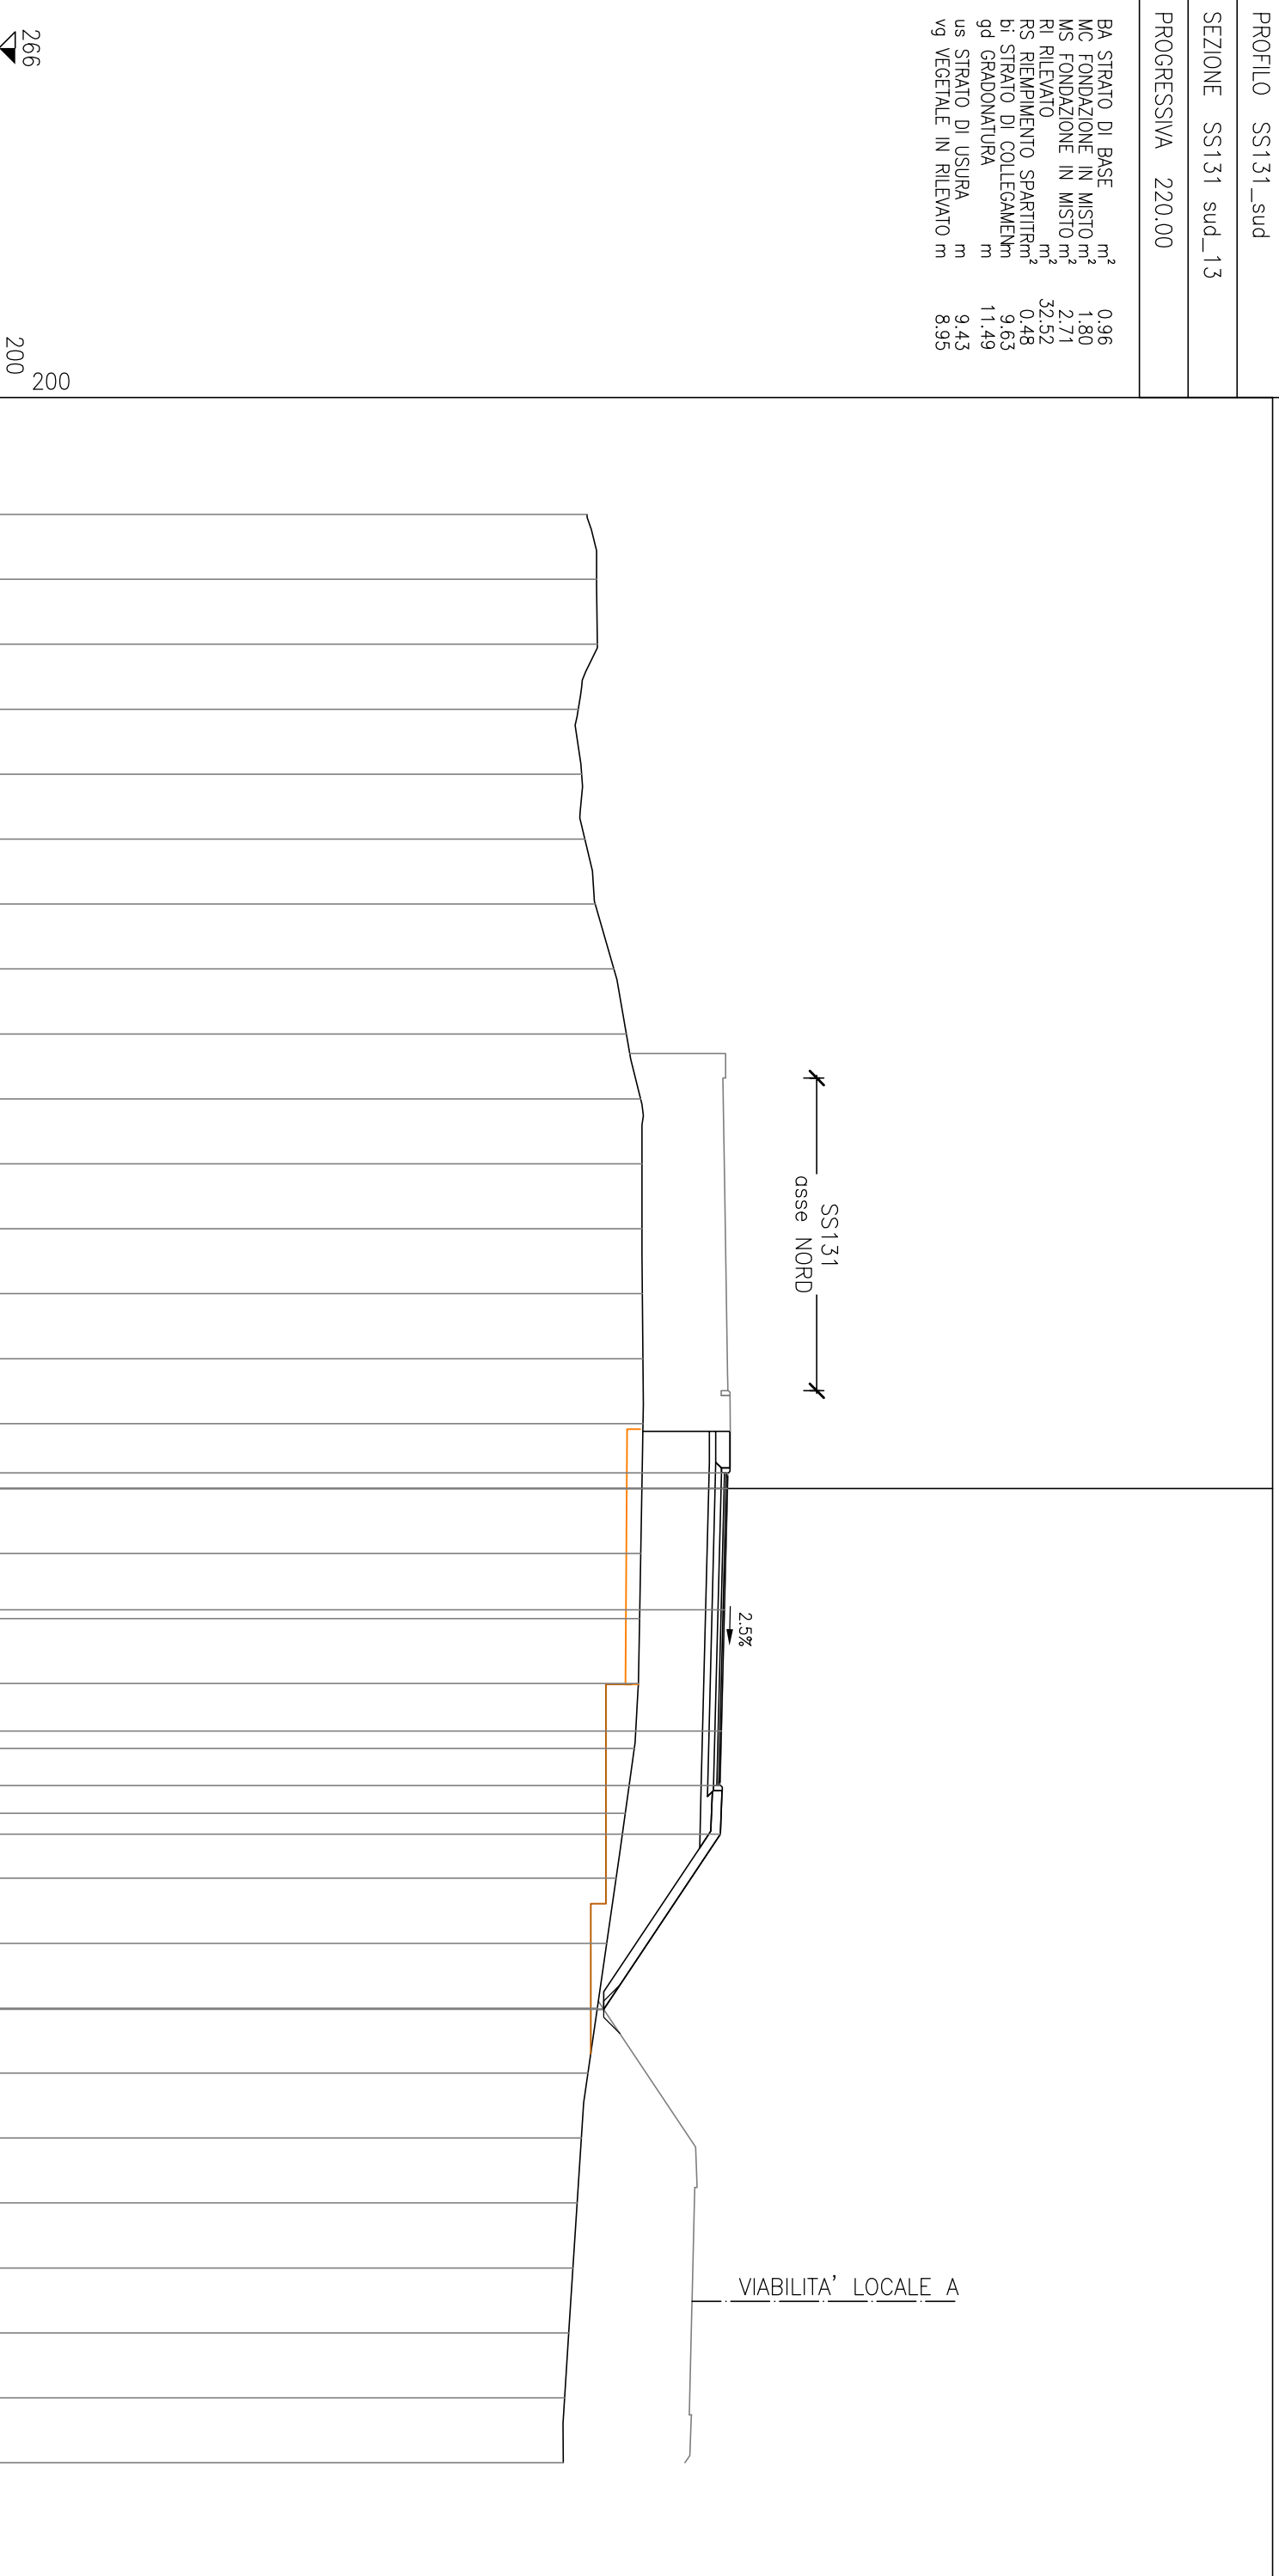 PROFILO SS131_sud
SEZIONE SS131 sud_13
PROGRESSIVA 220.00
BA STRATO DI BASE m² 0.96
MC FONDAZIONE IN MISTO m² 1.80
MS FONDAZIONE IN MISTO m² 2.71
RI RILEVATO m² 32.52
RS RIEMPIMENTO SPARTITR m² 0.48
bi STRATO DI COLLEGAMEN m 9.63
gd GRADONATURA m 11.49
us STRATO DI USURA m 9.43
vg VEGETALE IN RILEVATO m 8.95
SS131
asse NORD
2.5%
VIABILITA' LOCALE A
266
200
200